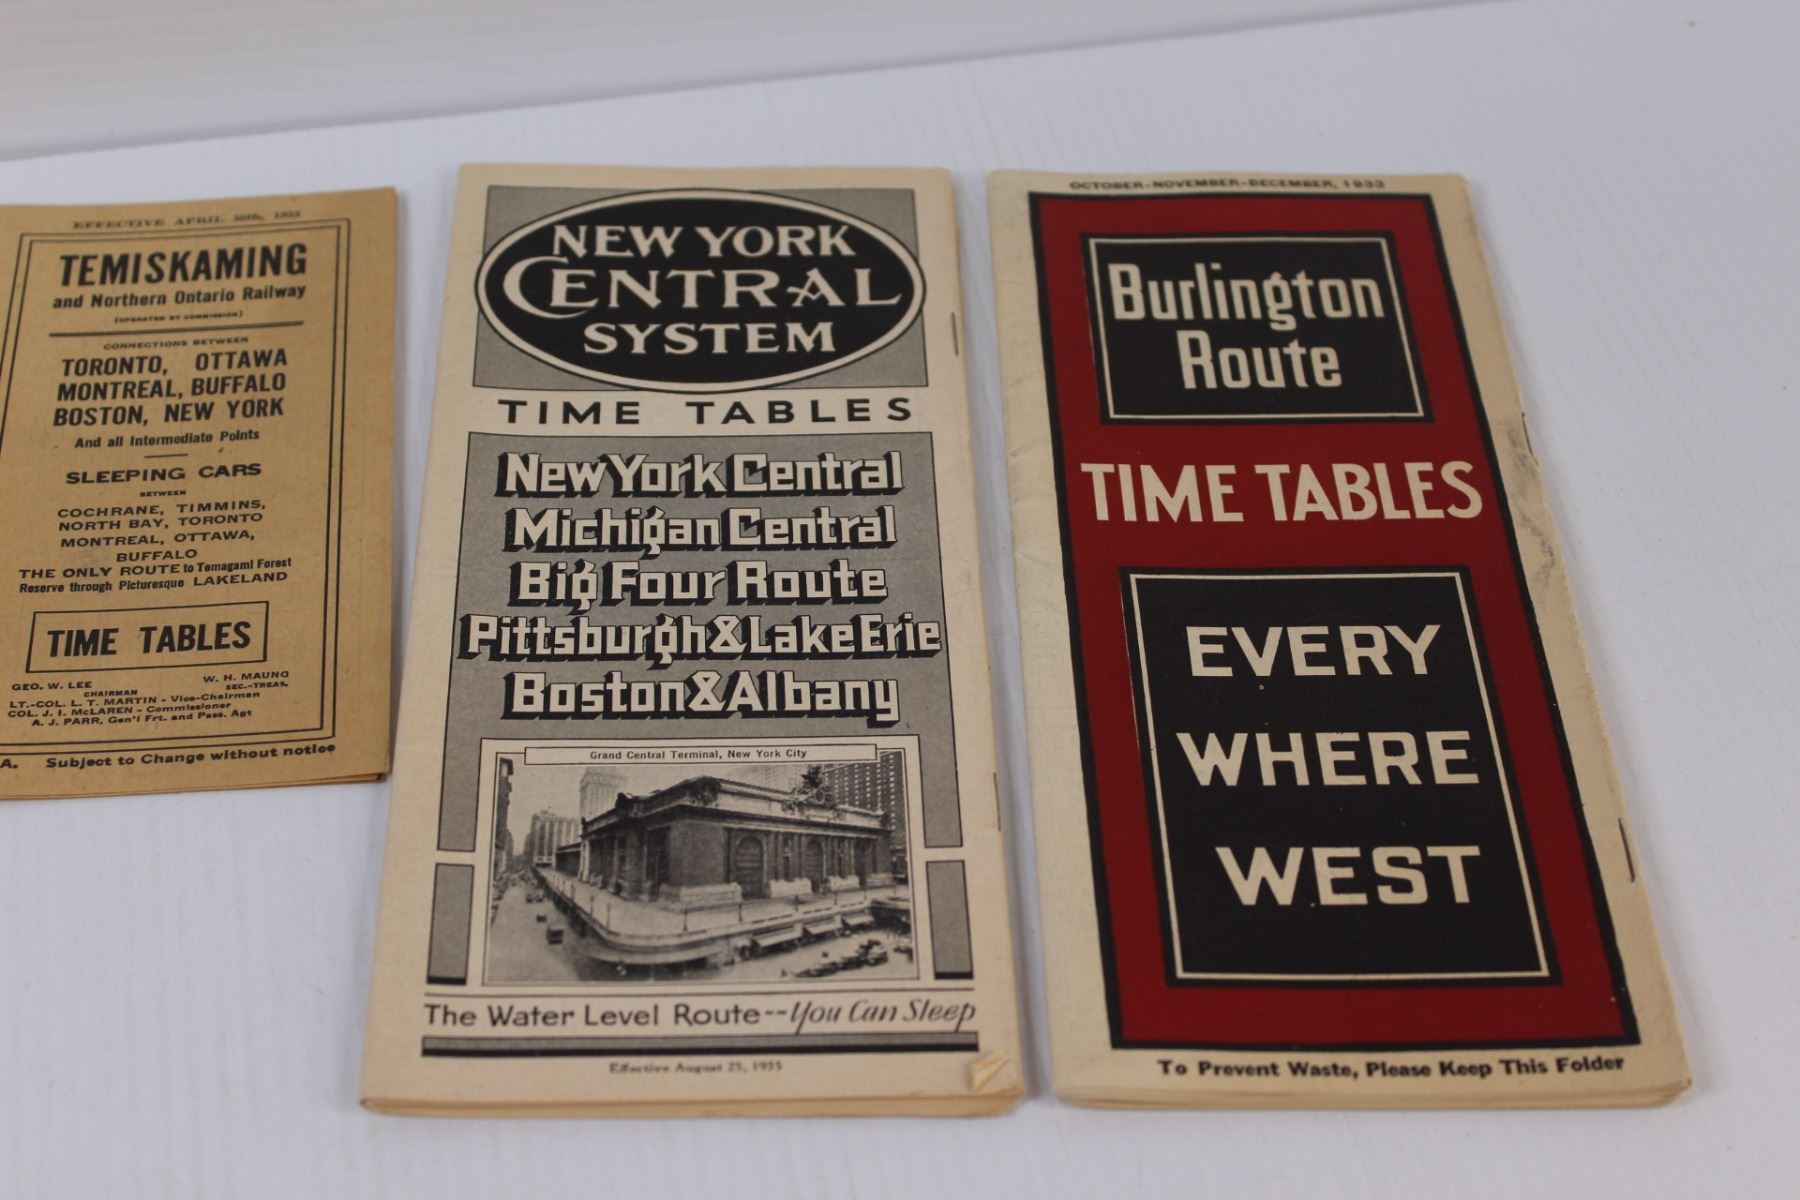 EFFECTIVE APRIL 30th, 1933
TEMISKAMING
and Northern Ontario Railway
(OPERATED BY COMMISSION)
CONNECTIONS BETWEEN
TORONTO, OTTAWA
MONTREAL, BUFFALO
BOSTON, NEW YORK
And all Intermediate Points
SLEEPING CARS
BETWEEN
COCHRANE, TIMMINS,
NORTH BAY, TORONTO
MONTREAL, OTTAWA,
BUFFALO
THE ONLY ROUTE to Temagami Forest
Reserve through Picturesque LAKELAND
TIME TABLES
GEO. W. LEE W. H. MAUND
CHAIRMAN SEC.-TREAS.
LT.-COL. L. T. MARTIN - Vice-Chairman
COL. J. I. McLAREN - Commissioner
A. J. PARR, Gen'l Frt. and Pass. Agt
A. Subject to Change without notice
NEW YORK
CENTRAL
SYSTEM
TIME TABLES
New York Central
Michigan Central
Big Four Route
Pittsburgh & Lake Erie
Boston & Albany
Grand Central Terminal, New York City
The Water Level Route--You Can Sleep
Effective August 25, 1935
OCTOBER-NOVEMBER-DECEMBER, 1933
Burlington
Route
TIME TABLES
EVERY
WHERE
WEST
To Prevent Waste, Please Keep This Folder